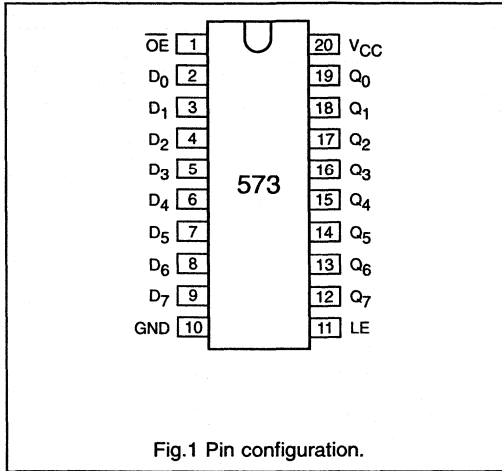 OE 1 20 VCC
D0 2 19 Q0
D1 3 18 Q1
D2 4 17 Q2
D3 5 16 Q3
573
D4 6 15 Q4
D5 7 14 Q5
D6 8 13 Q6
D7 9 12 Q7
GND 10 11 LE
Fig.1 Pin configuration.